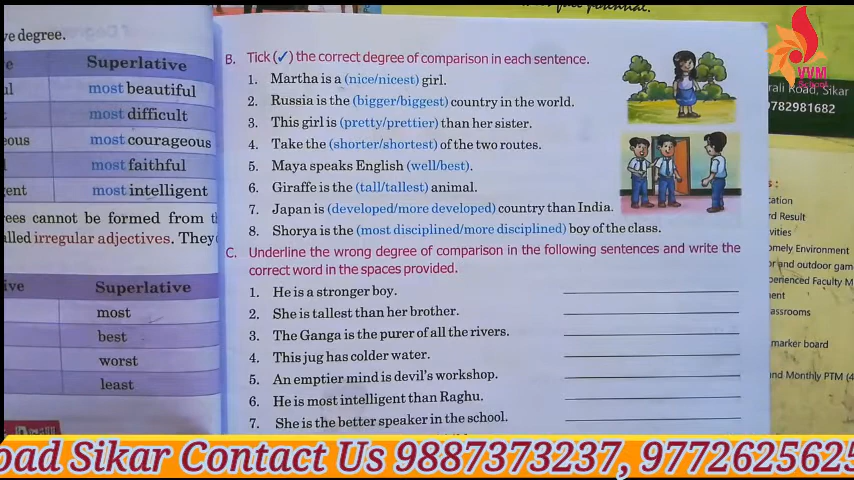 ve degree.
e Superlative
ul most beautiful
most difficult
eous most courageous
most faithful
gent most intelligent
rees cannot be formed from t
alled irregular adjectives. They
ive Superlative
most
best
worst
least
B. Tick (✓) the correct degree of comparison in each sentence.
1. Martha is a (nice/nicest) girl.
2. Russia is the (bigger/biggest) country in the world.
3. This girl is (pretty/prettier) than her sister.
4. Take the (shorter/shortest) of the two routes.
5. Maya speaks English (well/best).
6. Giraffe is the (tall/tallest) animal.
7. Japan is (developed/more developed) country than India.
8. Shorya is the (most disciplined/more disciplined) boy of the class.
C. Underline the wrong degree of comparison in the following sentences and write the
correct word in the spaces provided.
1. He is a stronger boy.
2. She is tallest than her brother.
3. The Ganga is the purer of all the rivers.
4. This jug has colder water.
5. An emptier mind is devil's workshop.
6. He is most intelligent than Raghu.
7. She is the better speaker in the school.
potential.
VVM
School
rali Road, Sikar
9782981682
s :
cation
rd Result
vities
omely Environment
or and outdoor gam
perienced Faculty M
ent
assrooms
marker board
nd Monthly PTM (4
oad Sikar Contact Us 9887373237, 9772625625